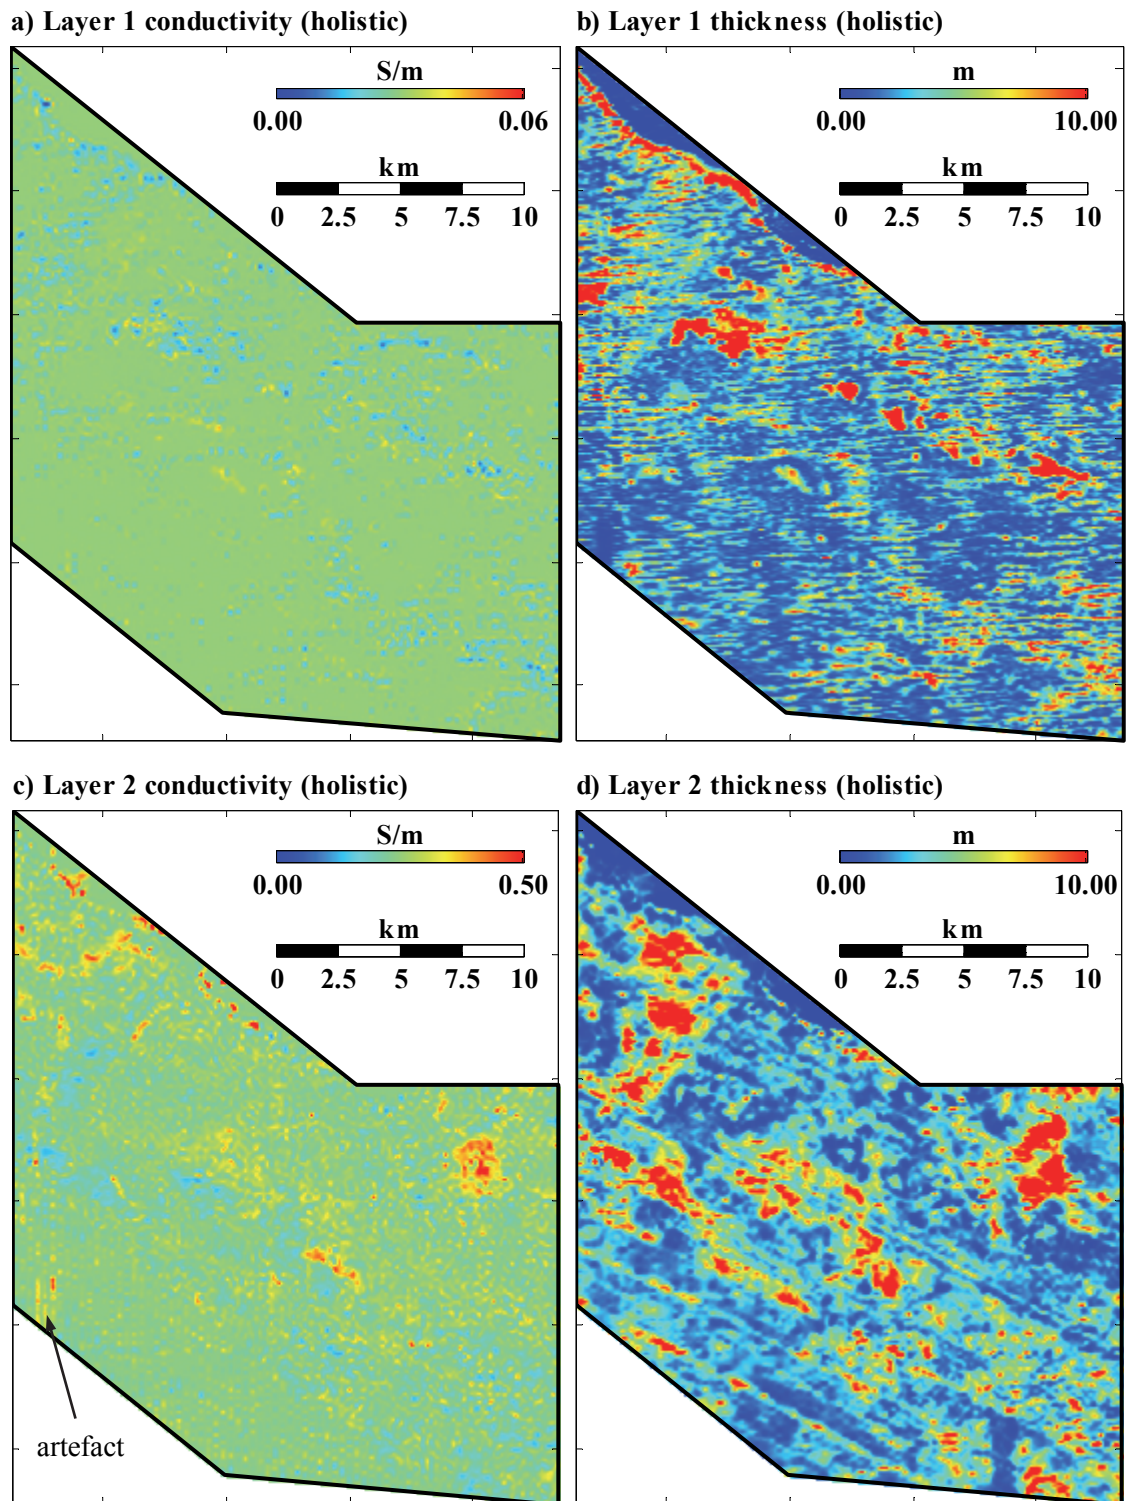 a) Layer 1 conductivity (holistic)
S/m
0.00 0.06
km
0 2.5 5 7.5 10
b) Layer 1 thickness (holistic)
m
0.00 10.00
km
0 2.5 5 7.5 10
c) Layer 2 conductivity (holistic)
S/m
0.00 0.50
km
0 2.5 5 7.5 10
artefact
d) Layer 2 thickness (holistic)
m
0.00 10.00
km
0 2.5 5 7.5 10